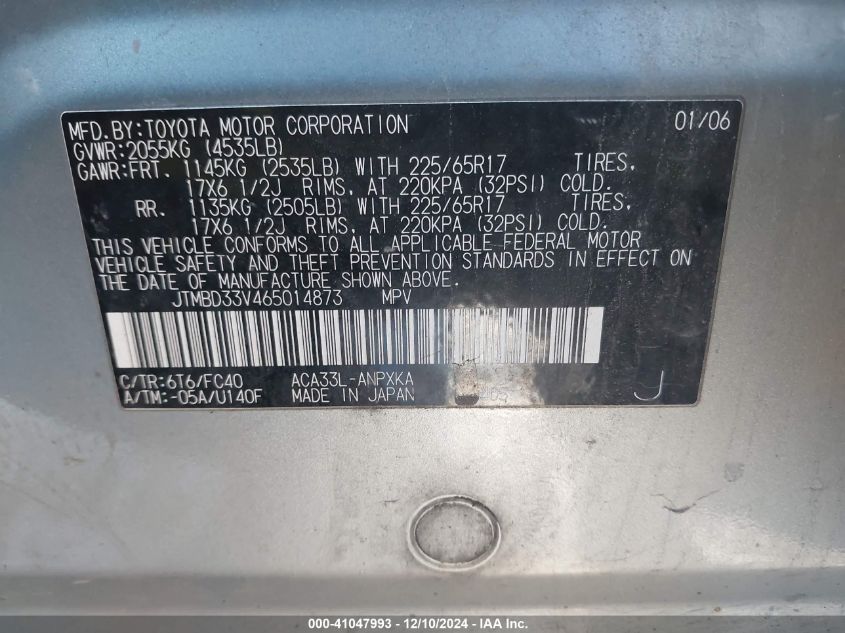 MFD.BY:TOYOTA MOTOR CORPORATION 01/06
GVWR:2055KG (4535LB)
GAWR:FRT. 1145KG (2535LB) WITH 225/65R17 TIRES,
17X6 1/2J RIMS, AT 220KPA (32PSI) COLD.
RR. 1135KG (2505LB) WITH 225/65R17 TIRES,
17X6 1/2J RIMS, AT 220KPA (32PSI) COLD.
THIS VEHICLE CONFORMS TO ALL APPLICABLE FEDERAL MOTOR
VEHICLE SAFETY AND THEFT PREVENTION STANDARDS IN EFFECT ON
THE DATE OF MANUFACTURE SHOWN ABOVE.
JTMBD33V465014873 MPV
C/TR:6T6/FC40 ACA33L-ANPXKA
A/TM:-05A/U140F MADE IN JAPAN J
000-41047993 - 12/10/2024 - IAA Inc.